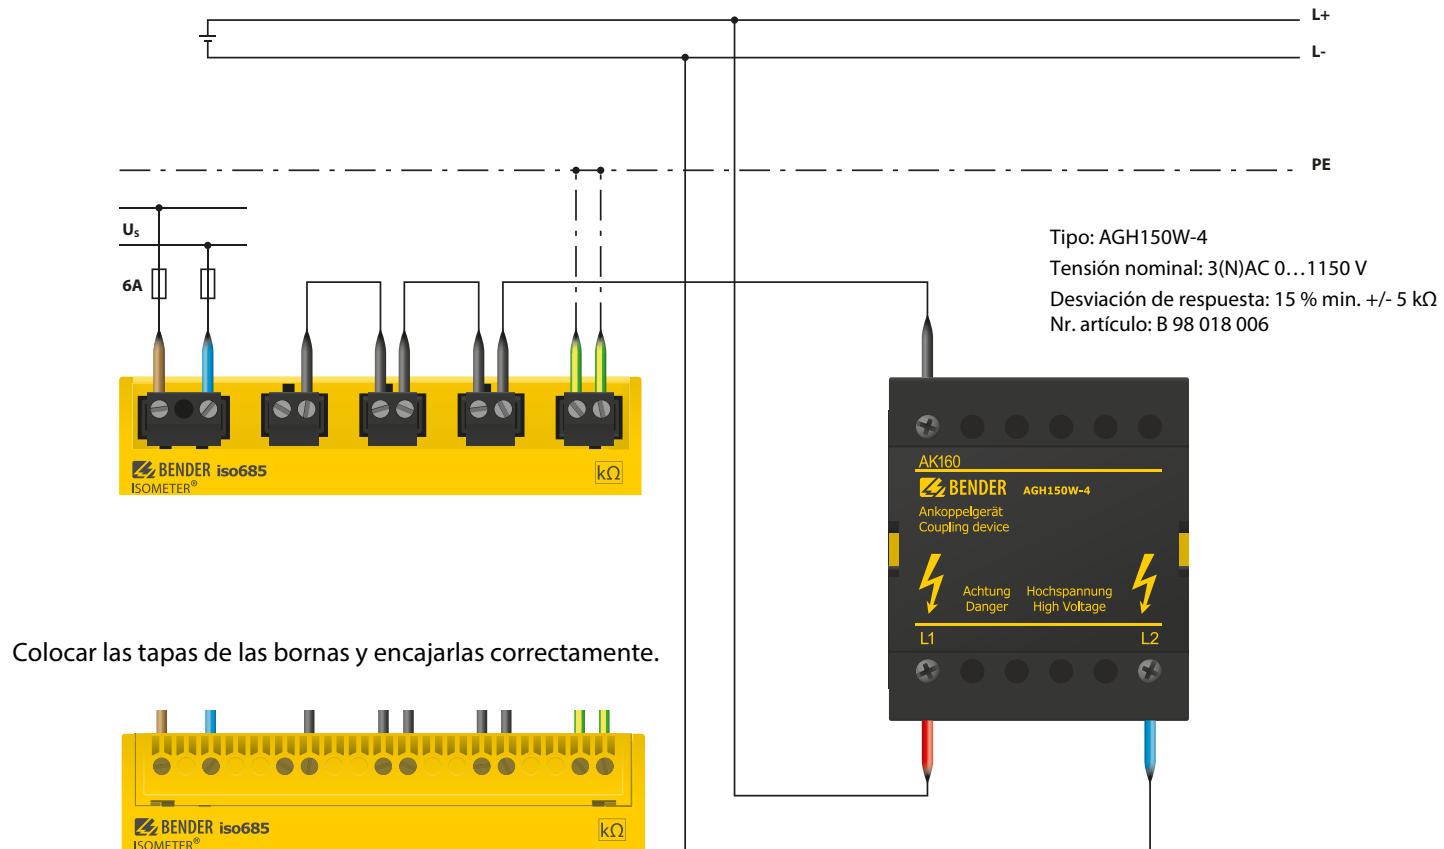 L+
L-
PE
Us
6A
Tipo: AGH150W-4
Tensión nominal: 3(N)AC 0…1150 V
Desviación de respuesta: 15 % min. +/- 5 kΩ
Nr. artículo: B 98 018 006
BENDER iso685
ISOMETER®
kΩ
AK160
BENDER AGH150W-4
Ankoppelgerät
Coupling device
Achtung Hochspannung
Danger High Voltage
L1 L2
Colocar las tapas de las bornas y encajarlas correctamente.
BENDER iso685
ISOMETER®
kΩ